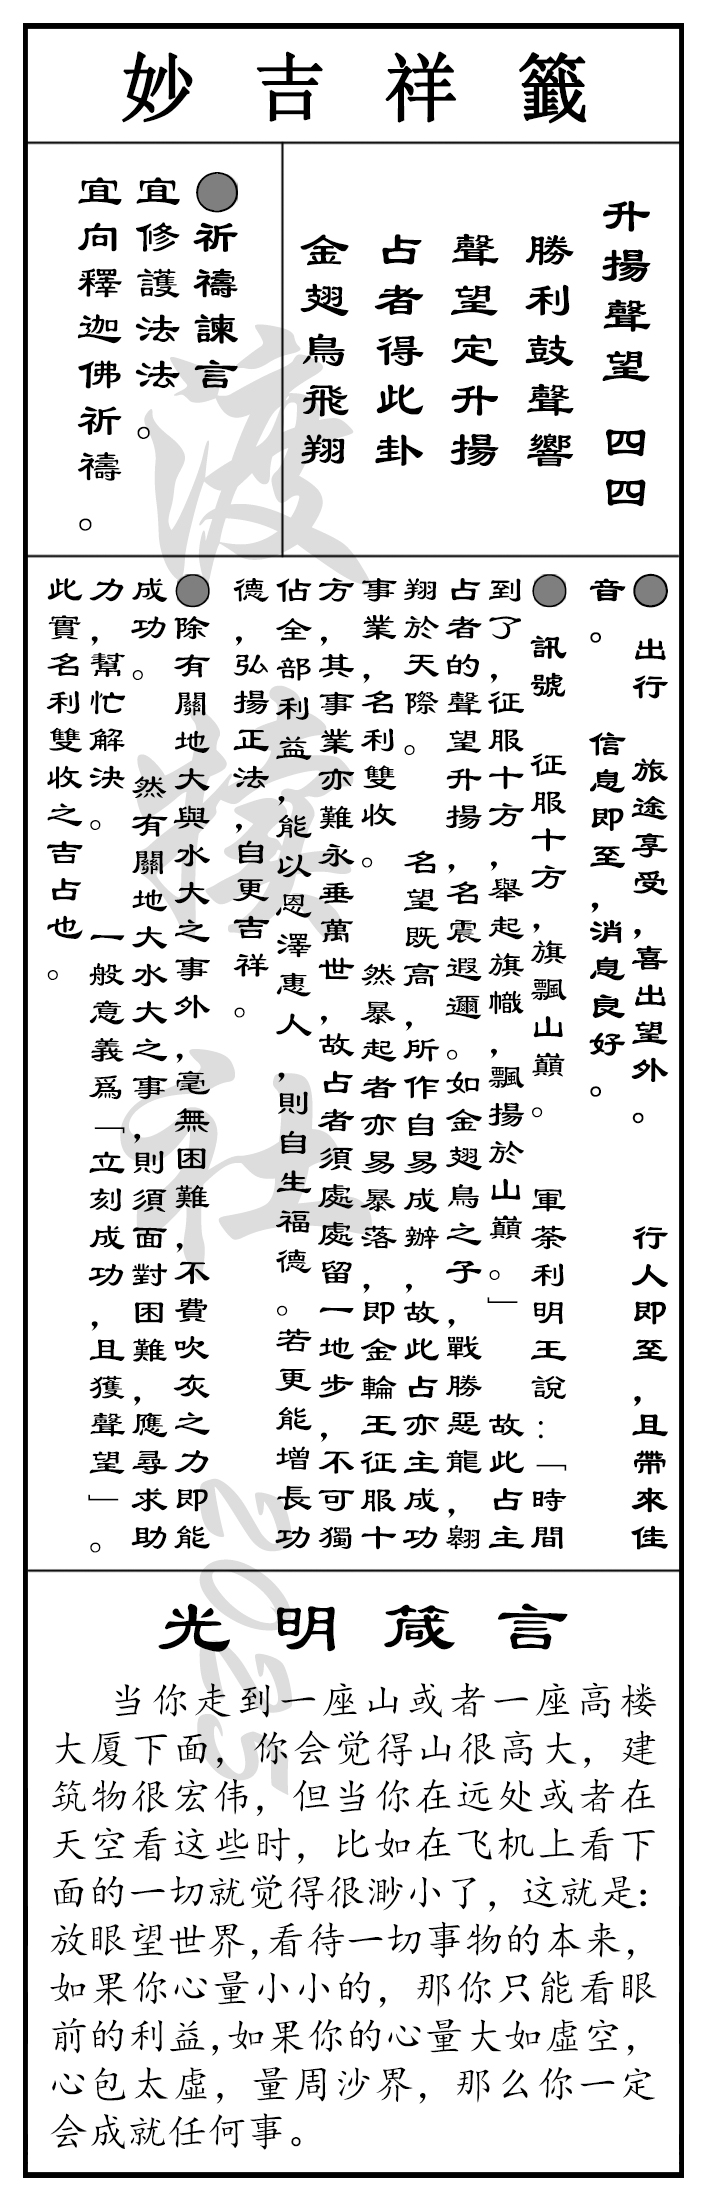 妙吉祥籤
升揚聲望 四四
勝利鼓聲響
聲望定升揚
占者得此卦
金翅鳥飛翔
●祈禱諫言
宜修護法法。
宜向釋迦佛祈禱。
●出行 旅途享受,喜出望外。 行人即至,且帶來佳
音。 信息即至,消息良好。
●訊號 征服十方,旗飄山巔。 軍荼利明王說:「時間
到了,征服十方,舉起旗幟,飄揚於山巔。」 故此占主
占者的聲望升揚,名震遐邇。如金翅鳥之子,戰勝惡龍,翱
翔於天際。 名望既高,所作自易成辦,故此占亦主成功
事業,名利雙收。 然暴起者亦易暴落,即金輪王征服十
方,其事業亦難永垂萬世,故占者須處處留一地步,不可獨
佔全部利益,能以恩澤惠人,則自生福德。若更能增長功
德,弘揚正法,自更吉祥。
●除有關地大與水大之事外,毫無困難,不費吹灰之力即能
成功。 然有關地大水大之事,則須面對困難,應尋求助
力,幫忙解決。 一般意義爲「立刻成功,且獲聲望」。
此實名利雙收之吉占也。
光明箴言
当你走到一座山或者一座高楼
大厦下面，你会觉得山很高大，建
筑物很宏伟，但当你在远处或者在
天空看这些时，比如在飞机上看下
面的一切就觉得很渺小了，这就是：
放眼望世界,看待一切事物的本来，
如果你心量小小的，那你只能看眼
前的利益,如果你的心量大如虚空，
心包太虚，量周沙界，那么你一定
会成就任何事。
2025